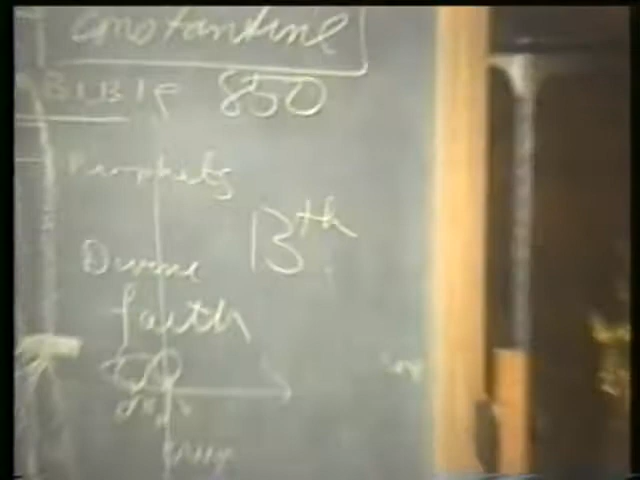 Constantine
BIBLE 850
Prophets
13th
Divine
faith